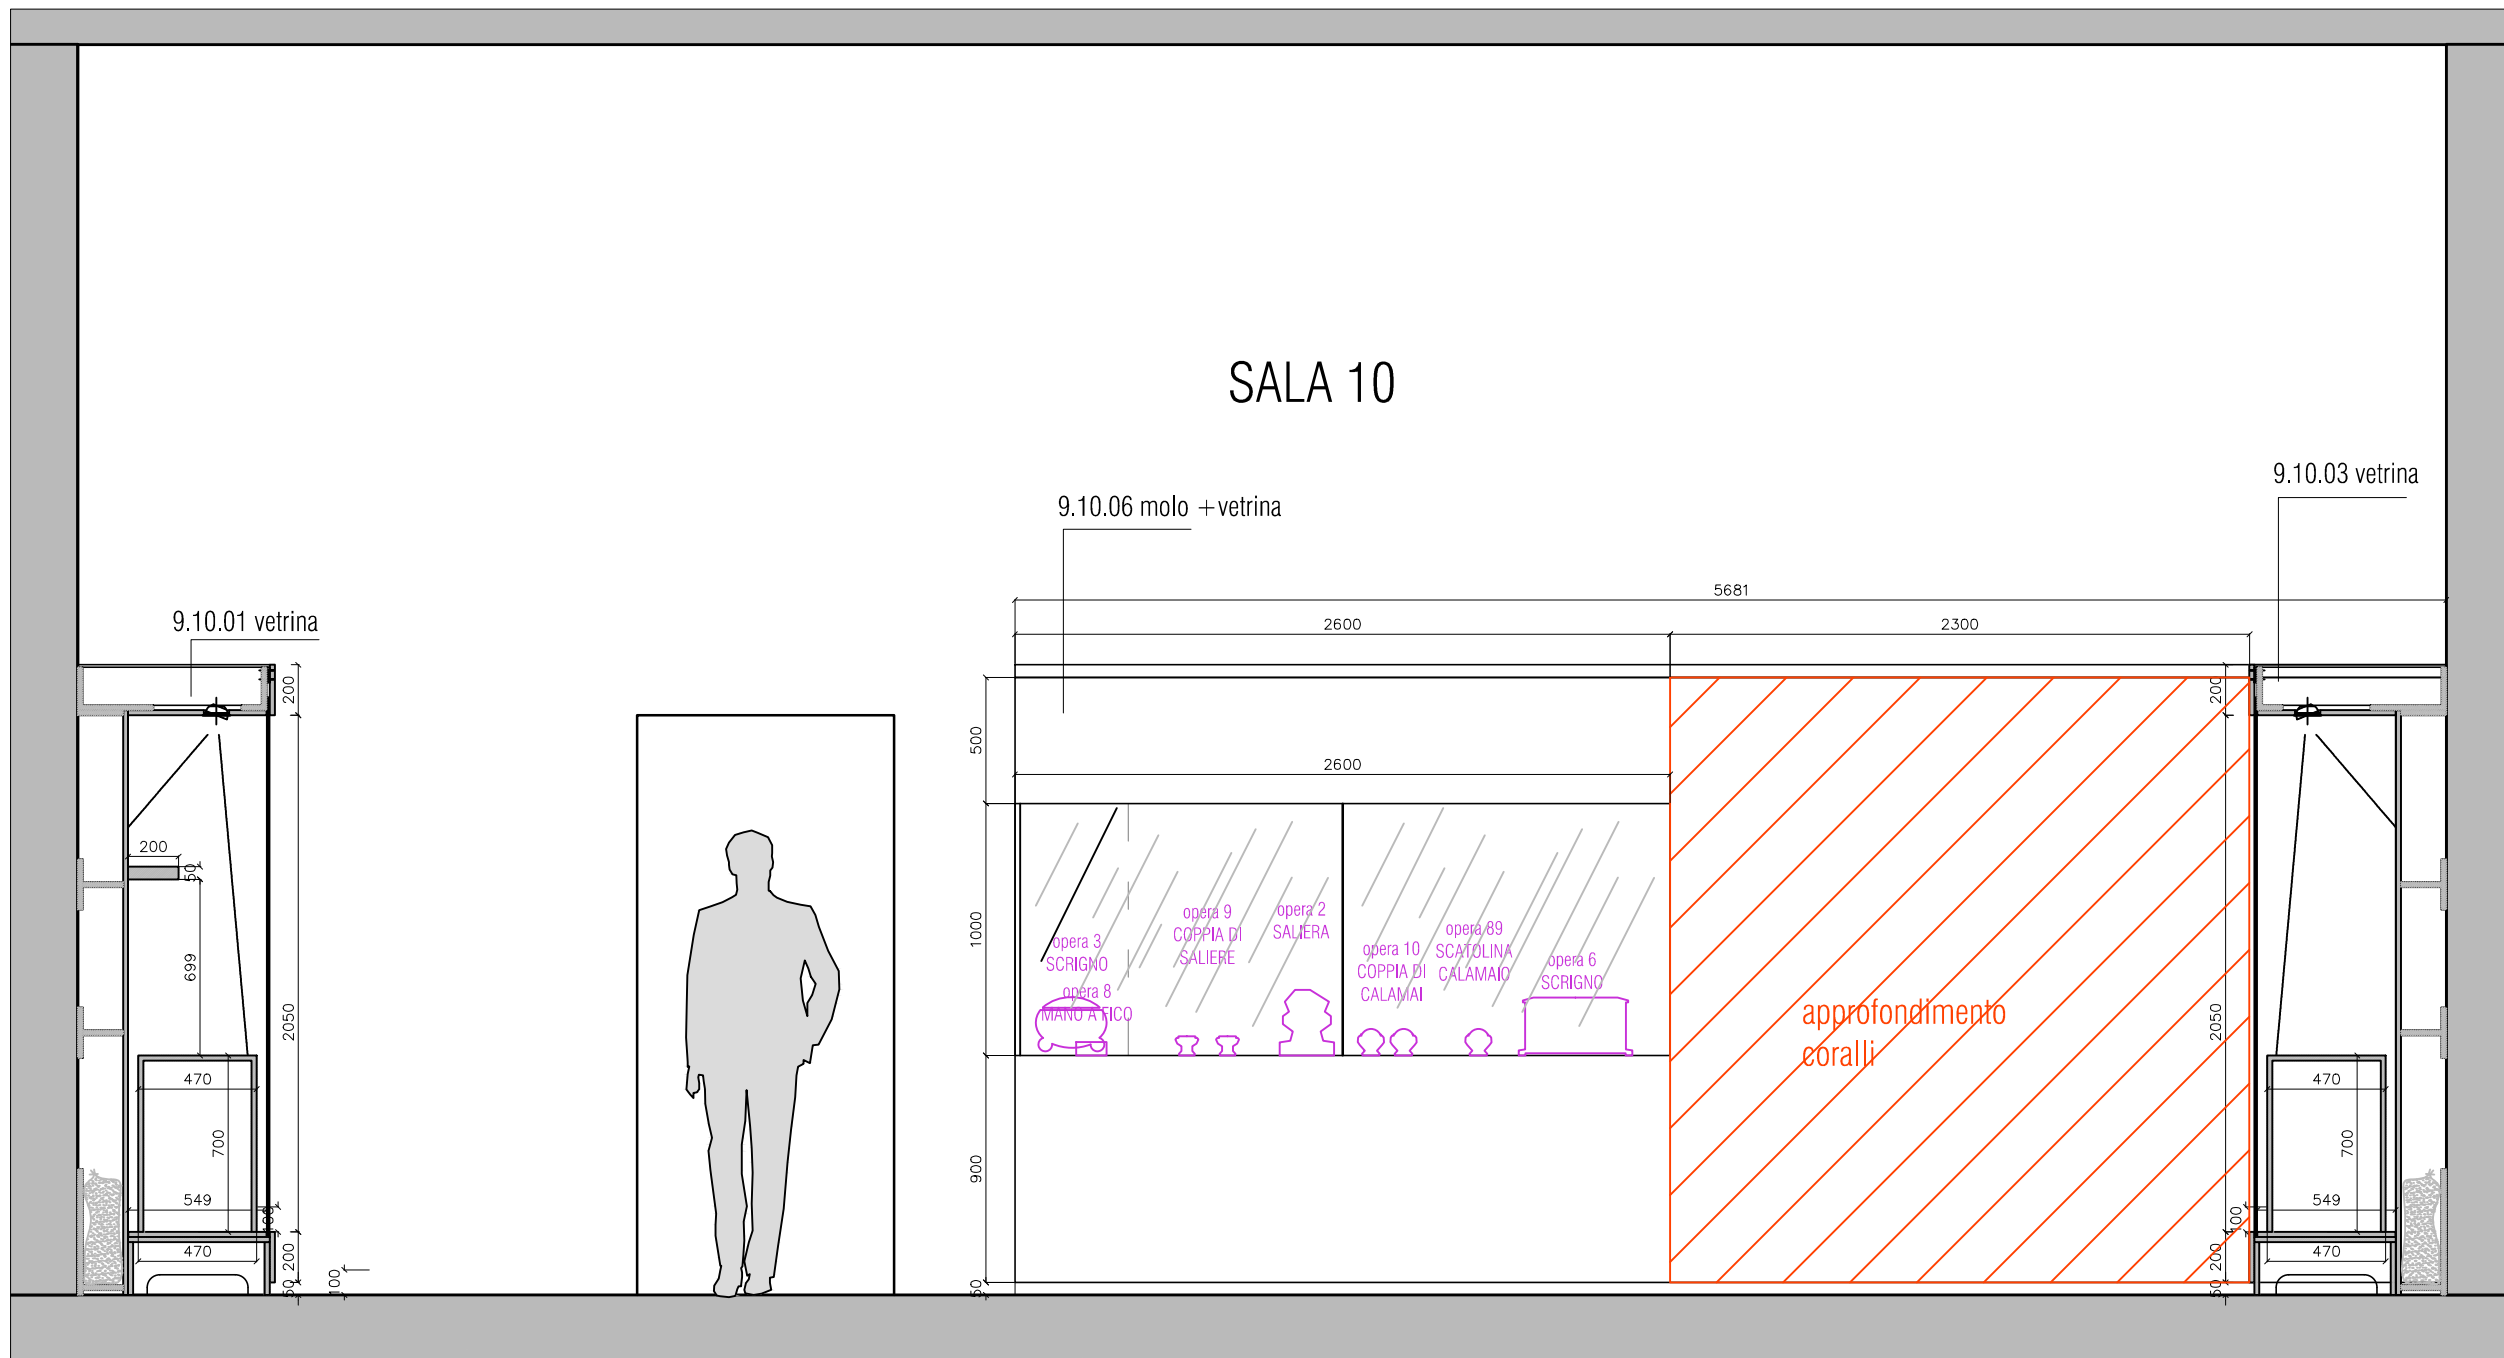 SALA 10
9.10.03 vetrina
9.10.06 molo +vetrina
5681
9.10.01 vetrina
2600
2300
200
200
500
2600
200
50
opera 9
COPPIA DI
SALIERE
opera 2
SALIERA
opera 3
SCRIGNO
opera 10
COPPIA DI
CALAMAI
opera 89
SCATOLINA
CALAMAIO
opera 6
SCRIGNO
opera 8
MANO A FICO
1000
699
2050
approfondimento
coralli
2050
470
700
900
470
700
549
100
549
100
470
200
200
470
50
100
50
50